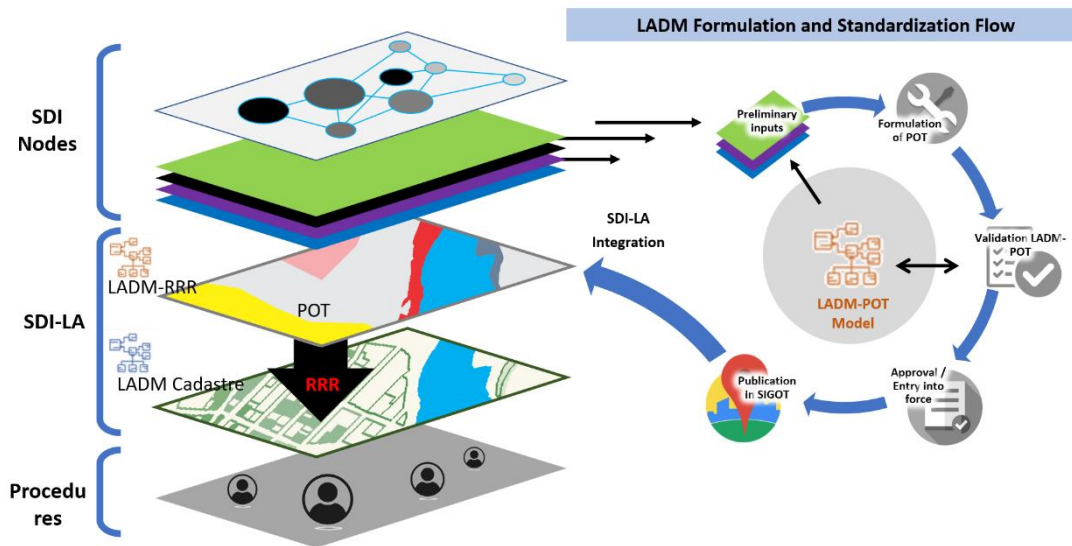 LADM Formulation and Standardization Flow
SDI
Nodes
Preliminary
inputs
Formulation
of POT
SDI-LA
Integration
Validation LADM-
POT
LADM-RRR
LADM-POT
Model
SDI-LA
POT
LADM Cadastre
RRR
Publication
in SIGOT
Approval /
Entry into
force
Procedu
res